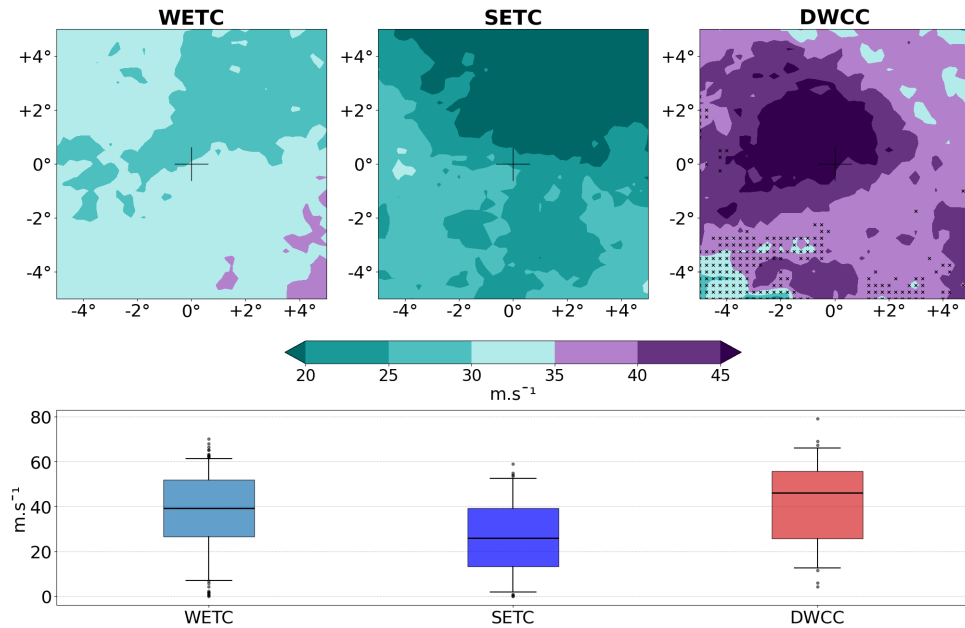 WETC SETC DWCC
+4° +4° +4°
+2° +2° +2°
0° 0° 0°
-2° -2° -2°
-4° -4° -4°
-4° -2° 0° +2° +4° -4° -2° 0° +2° +4° -4° -2° 0° +2° +4°
20 25 30 35 40 45
m.s⁻¹
80
60
40
20
0
m.s⁻¹
WETC SETC DWCC